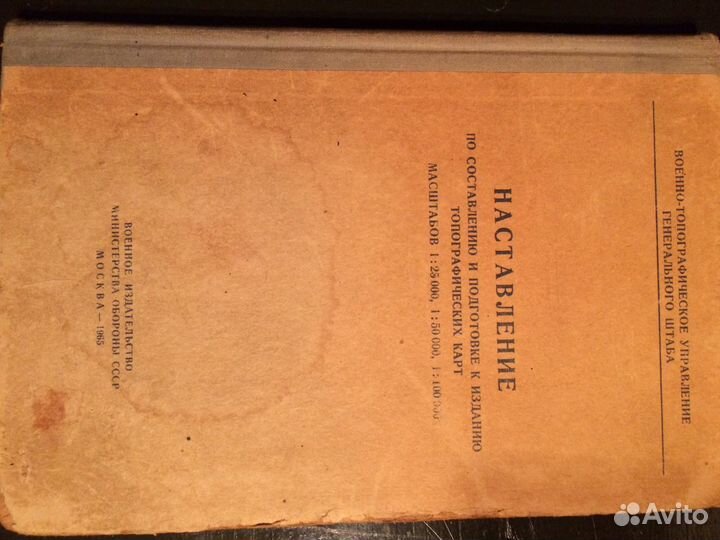 ВОЕННО-ТОПОГРАФИЧЕСКОЕ УПРАВЛЕНИЕ
ГЕНЕРАЛЬНОГО ШТАБА
НАСТАВЛЕНИЕ
ПО СОСТАВЛЕНИЮ И ПОДГОТОВКЕ К ИЗДАНИЮ
ТОПОГРАФИЧЕСКИХ КАРТ
МАСШТАБОВ 1:25 000, 1:50 000, 1:100 000
ВОЕННОЕ ИЗДАТЕЛЬСТВО
МИНИСТЕРСТВА ОБОРОНЫ СССР
МОСКВА — 1965
Avito